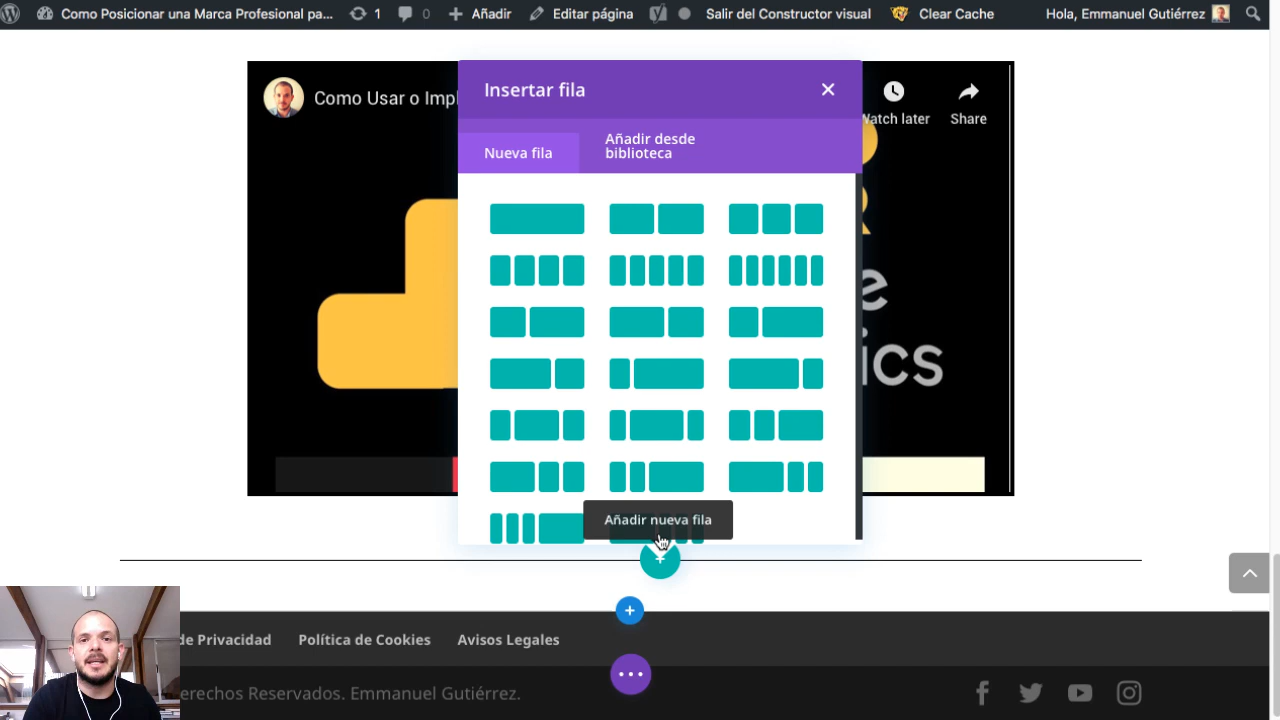 Como Posicionar una Marca Profesional pa...
1
0
Añadir
Editar página
Salir del Constructor visual
Clear Cache
Hola, Emmanuel Gutiérrez
Como Usar o Impl
Insertar fila
Watch later
Share
Nueva fila
Añadir desde
biblioteca
Añadir nueva fila
de Privacidad
Política de Cookies
Avisos Legales
erechos Reservados. Emmanuel Gutiérrez.